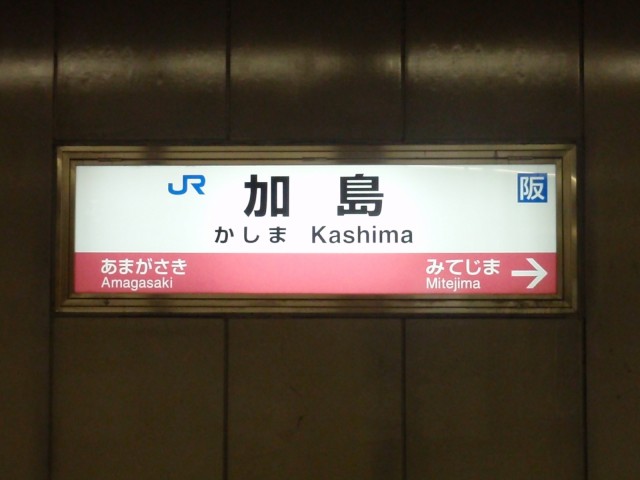 JR 加島 阪
かしま Kashima
あまがさき みてじま →
Amagasaki Mitejima